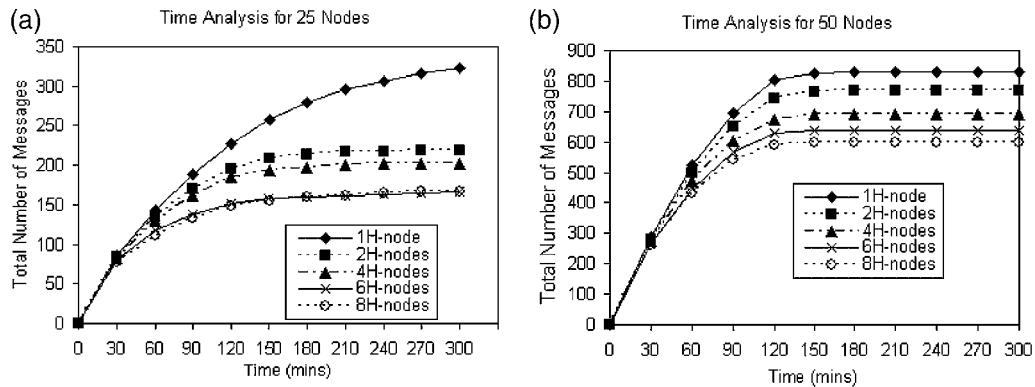 (a)
Time Analysis for 25 Nodes
Total Number of Messages
350
300
250
200
150
100
50
0
1H-node
2H-nodes
4H-nodes
6H-nodes
8H-nodes
0 30 60 90 120 150 180 210 240 270 300
Time (mins)
(b)
Time Analysis for 50 Nodes
Total Number of Messages
900
800
700
600
500
400
300
200
100
0
1H-node
2H-nodes
4H-nodes
6H-nodes
8H-nodes
0 30 60 90 120 150 180 210 240 270 300
Time (mins)